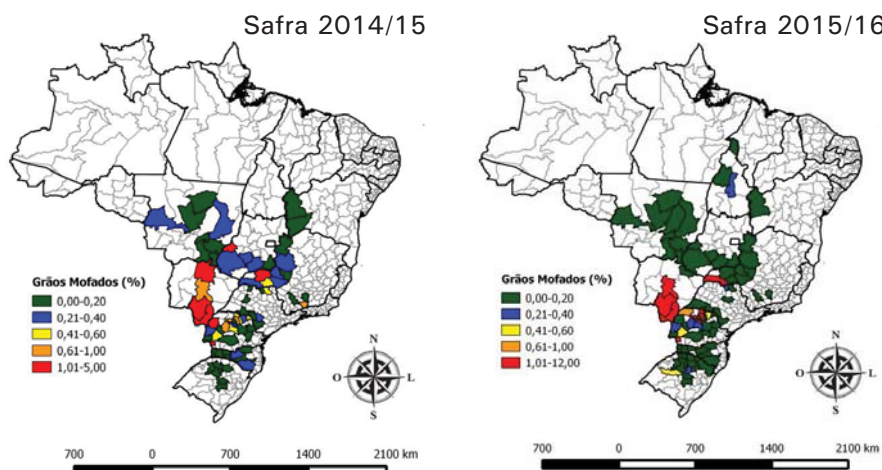 Safra 2014/15
Grãos Mofados (%)
0,00-0,20
0,21-0,40
0,41-0,60
0,61-1,00
1,01-5,00
N
O
L
S
700 0 700 1400 2100 km
Safra 2015/16
Grãos Mofados (%)
0,00-0,20
0,21-0,40
0,41-0,60
0,61-1,00
1,01-12,00
N
O
L
S
700 0 700 1400 2100 km